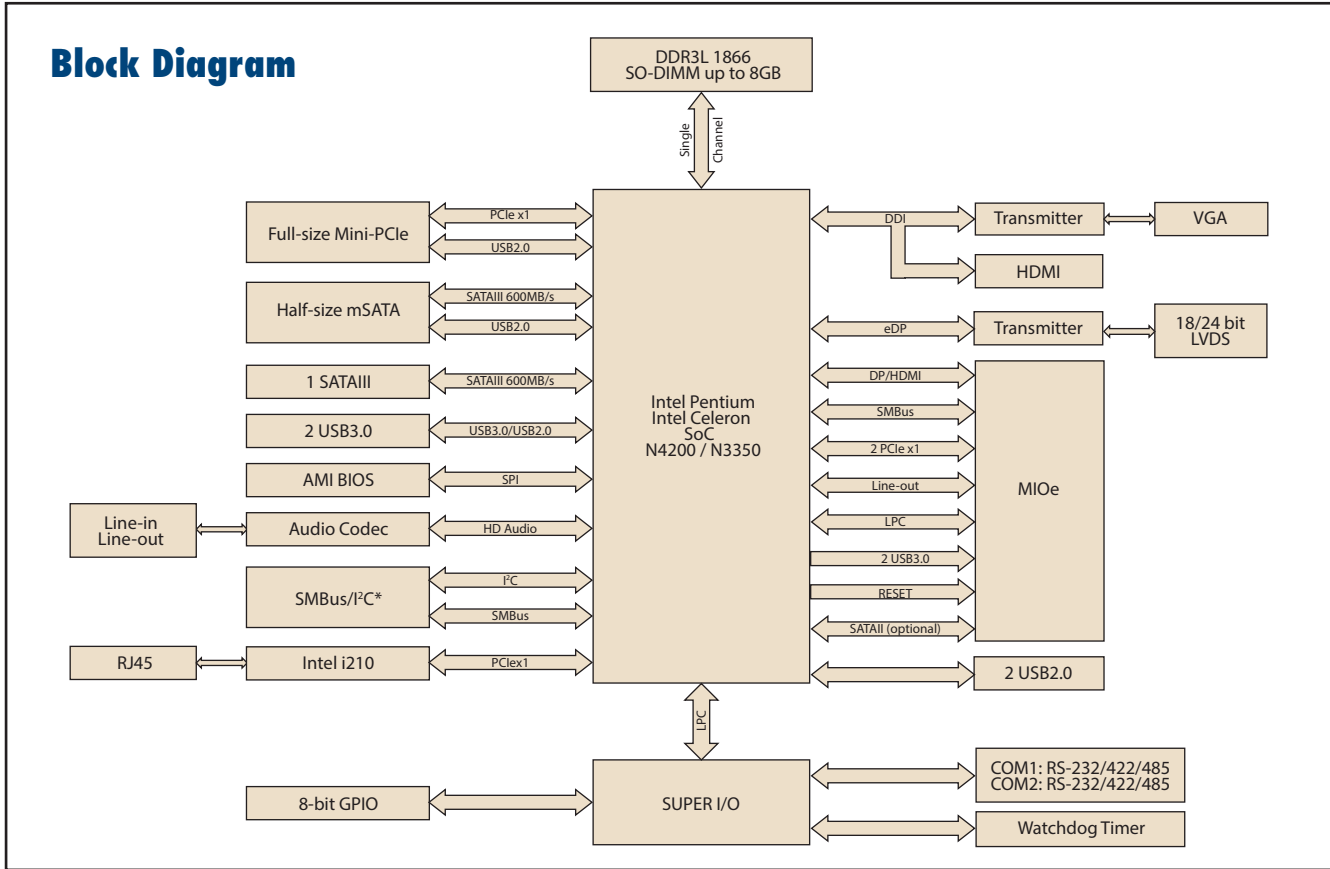 Block Diagram
DDR3L 1866
SO-DIMM up to 8GB
Single
Channel
Full-size Mini-PCIe
PCIe x1
USB2.0
Half-size mSATA
SATAIII 600MB/s
USB2.0
1 SATAIII
SATAIII 600MB/s
2 USB3.0
USB3.0/USB2.0
AMI BIOS
SPI
Line-in
Line-out
Audio Codec
HD Audio
SMBus/I²C*
I²C
SMBus
RJ45
Intel i210
PCIex1
Intel Pentium
Intel Celeron
SoC
N4200 / N3350
DDI
Transmitter
VGA
HDMI
eDP
Transmitter
18/24 bit
LVDS
DP/HDMI
SMBus
2 PCIe x1
Line-out
LPC
2 USB3.0
RESET
SATAII (optional)
MIOe
2 USB2.0
LPC
8-bit GPIO
SUPER I/O
COM1: RS-232/422/485
COM2: RS-232/422/485
Watchdog Timer